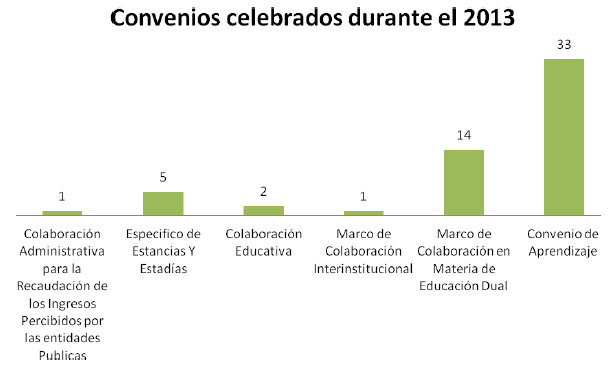 Convenios celebrados durante el 2013
33
14
5
2
1
1
Colaboración
Administrativa
para la
Recaudación de
los Ingresos
Percibidos por
las entidades
Publicas
Especifico de
Estancias Y
Estadías
Colaboración
Educativa
Marco de
Colaboración
Interinstitucional
Marco de
Colaboración en
Materia de
Educación Dual
Convenio de
Aprendizaje